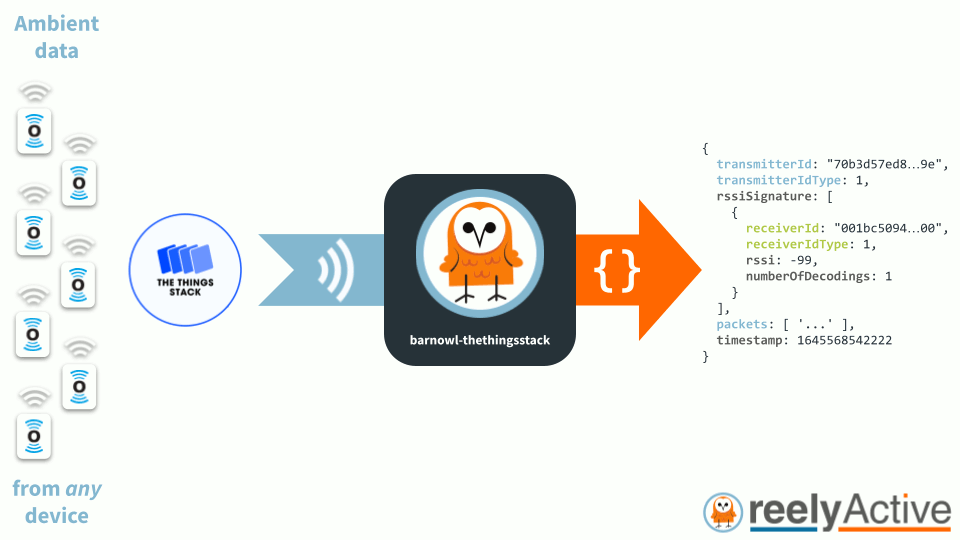 Ambient
data
O
O
O
O
O
O
O
O
from any
device
THE THINGS
STACK
{}
barnowl-thethingsstack
{
transmitterId: "70b3d57ed8...9e",
transmitterIdType: 1,
rssiSignature: [
{
receiverId: "001bc5094...00",
receiverIdType: 1,
rssi: -99,
numberOfDecodings: 1
}
],
packets: [ '...' ],
timestamp: 1645568542222
}
reelyActive